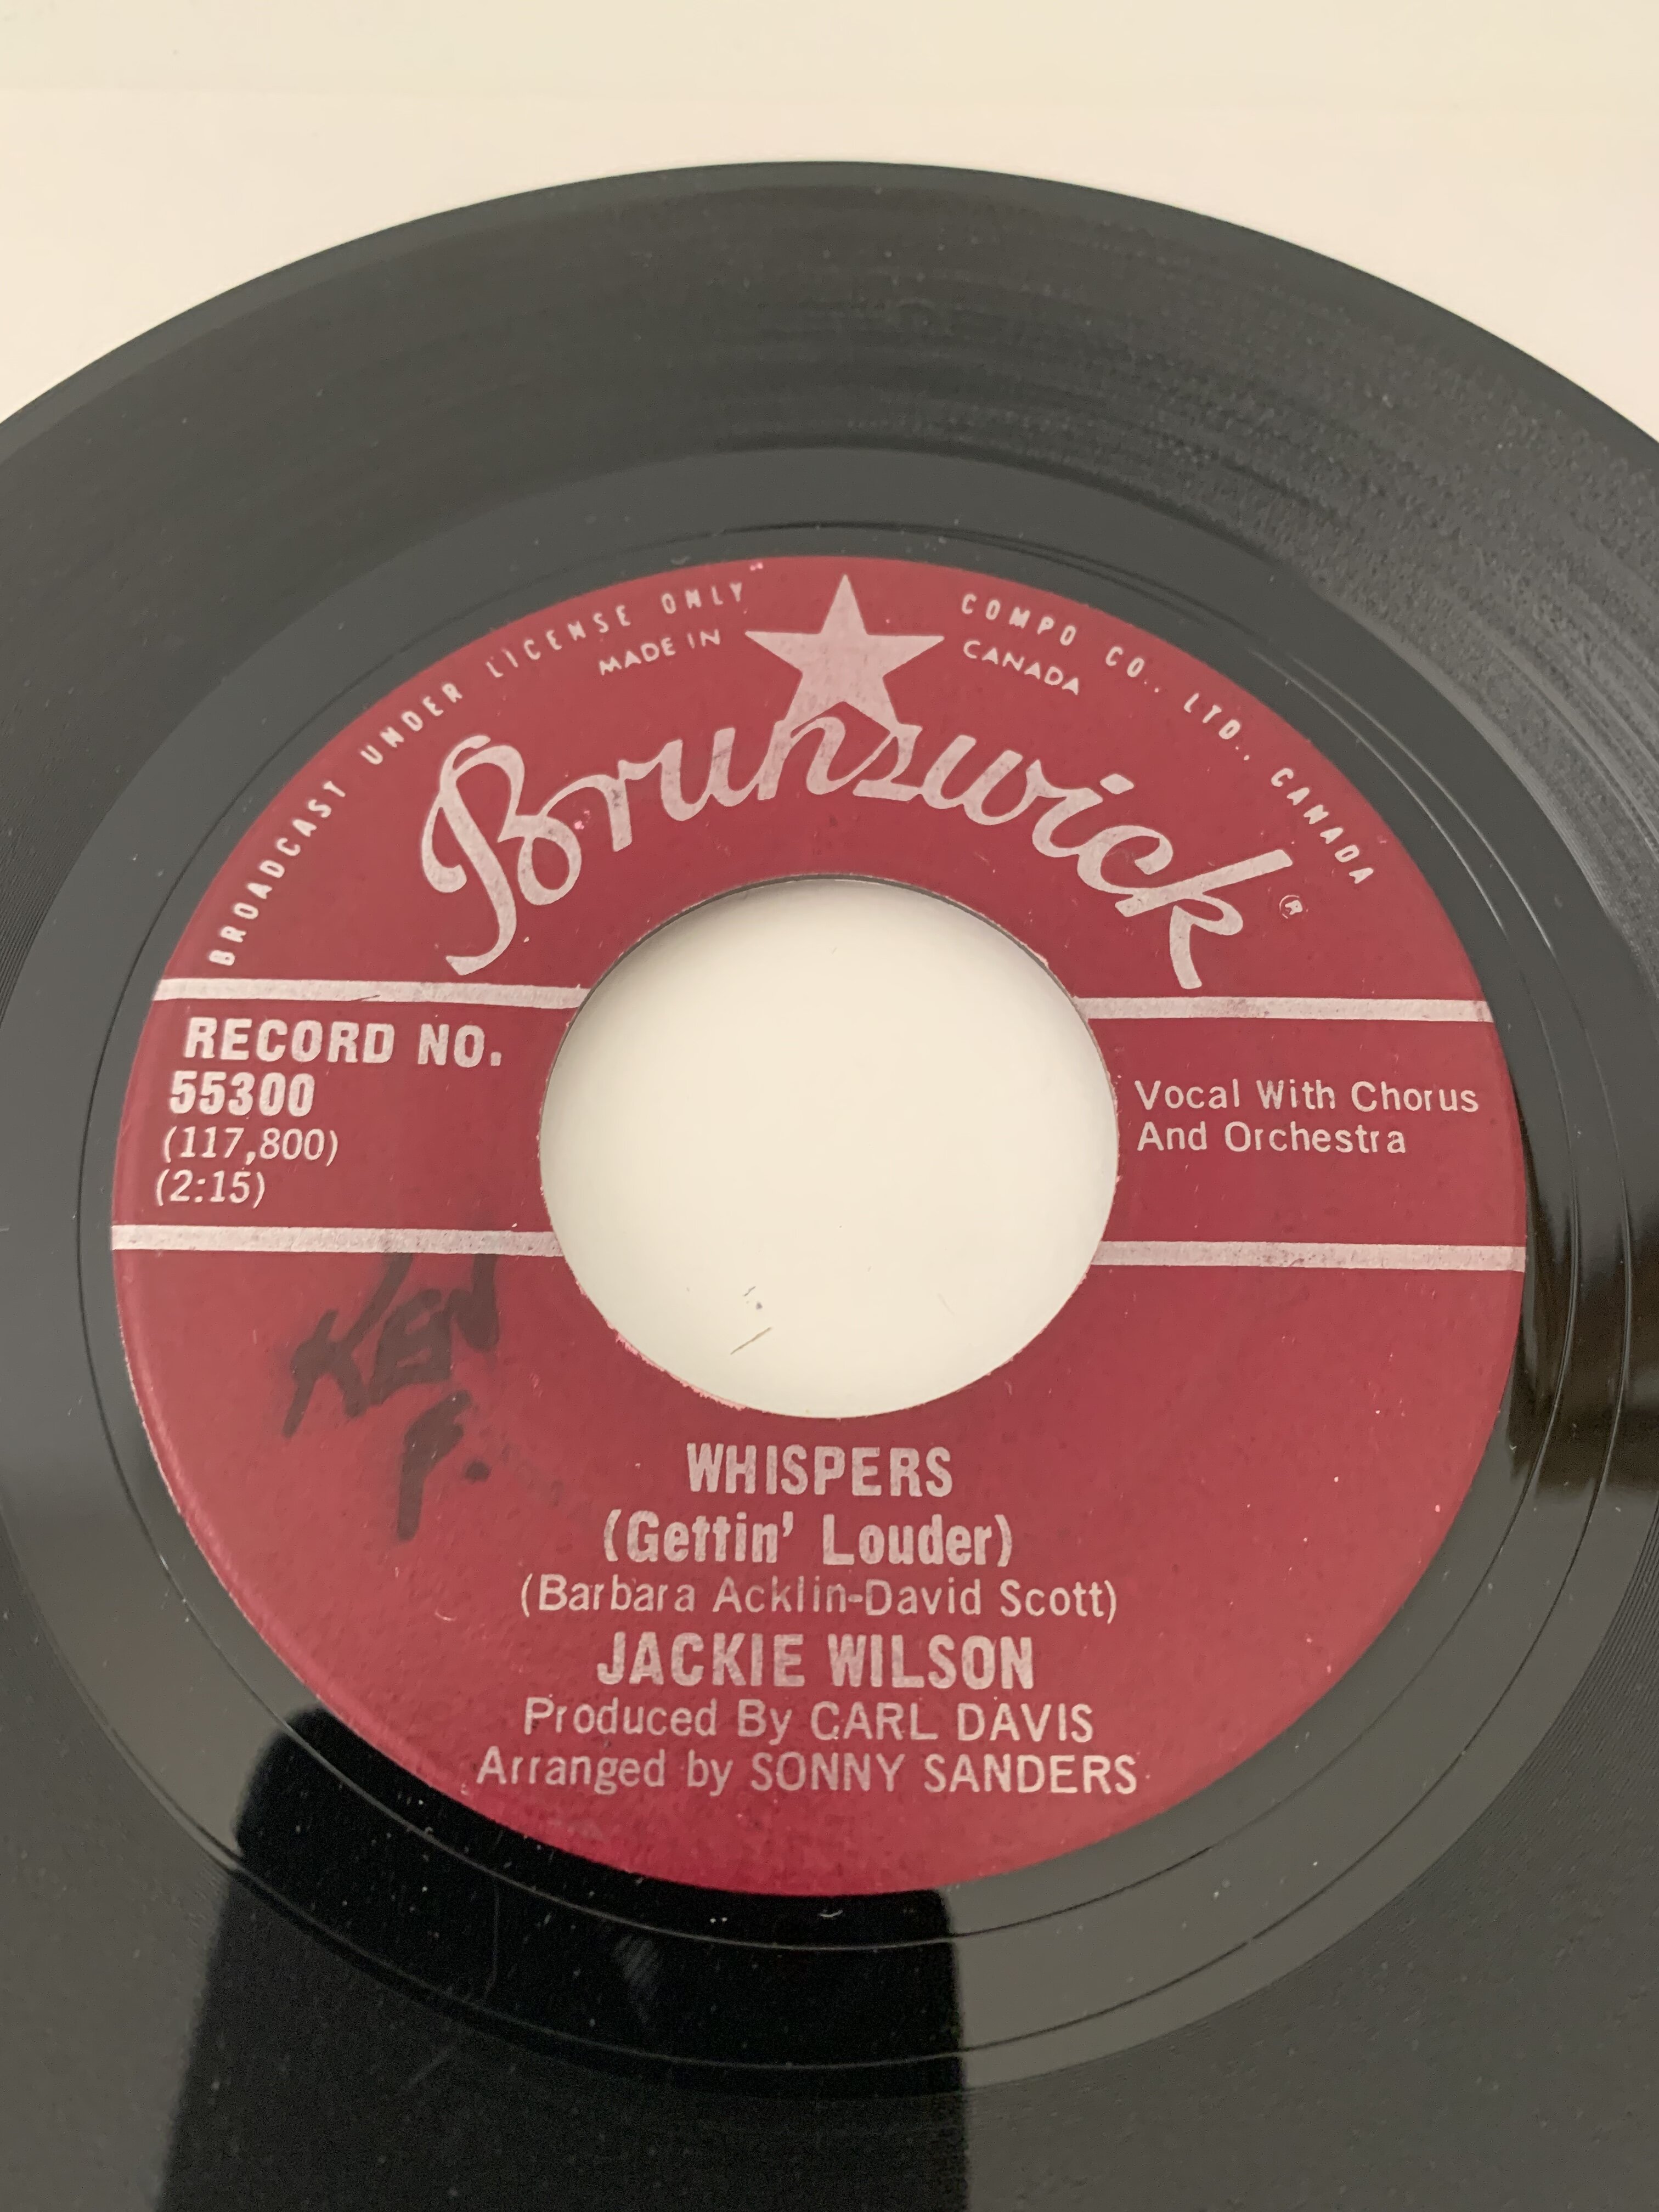 BROADCAST UNDER LICENSE ONLY COMPO CO., LTD., CANADA
MADE IN CANADA
Brunswick ®
RECORD NO.
55300
(117,800)
(2:15)
Vocal With Chorus
And Orchestra
Ken
P.
WHISPERS
(Gettin' Louder)
(Barbara Acklin-David Scott)
JACKIE WILSON
Produced By CARL DAVIS
Arranged by SONNY SANDERS